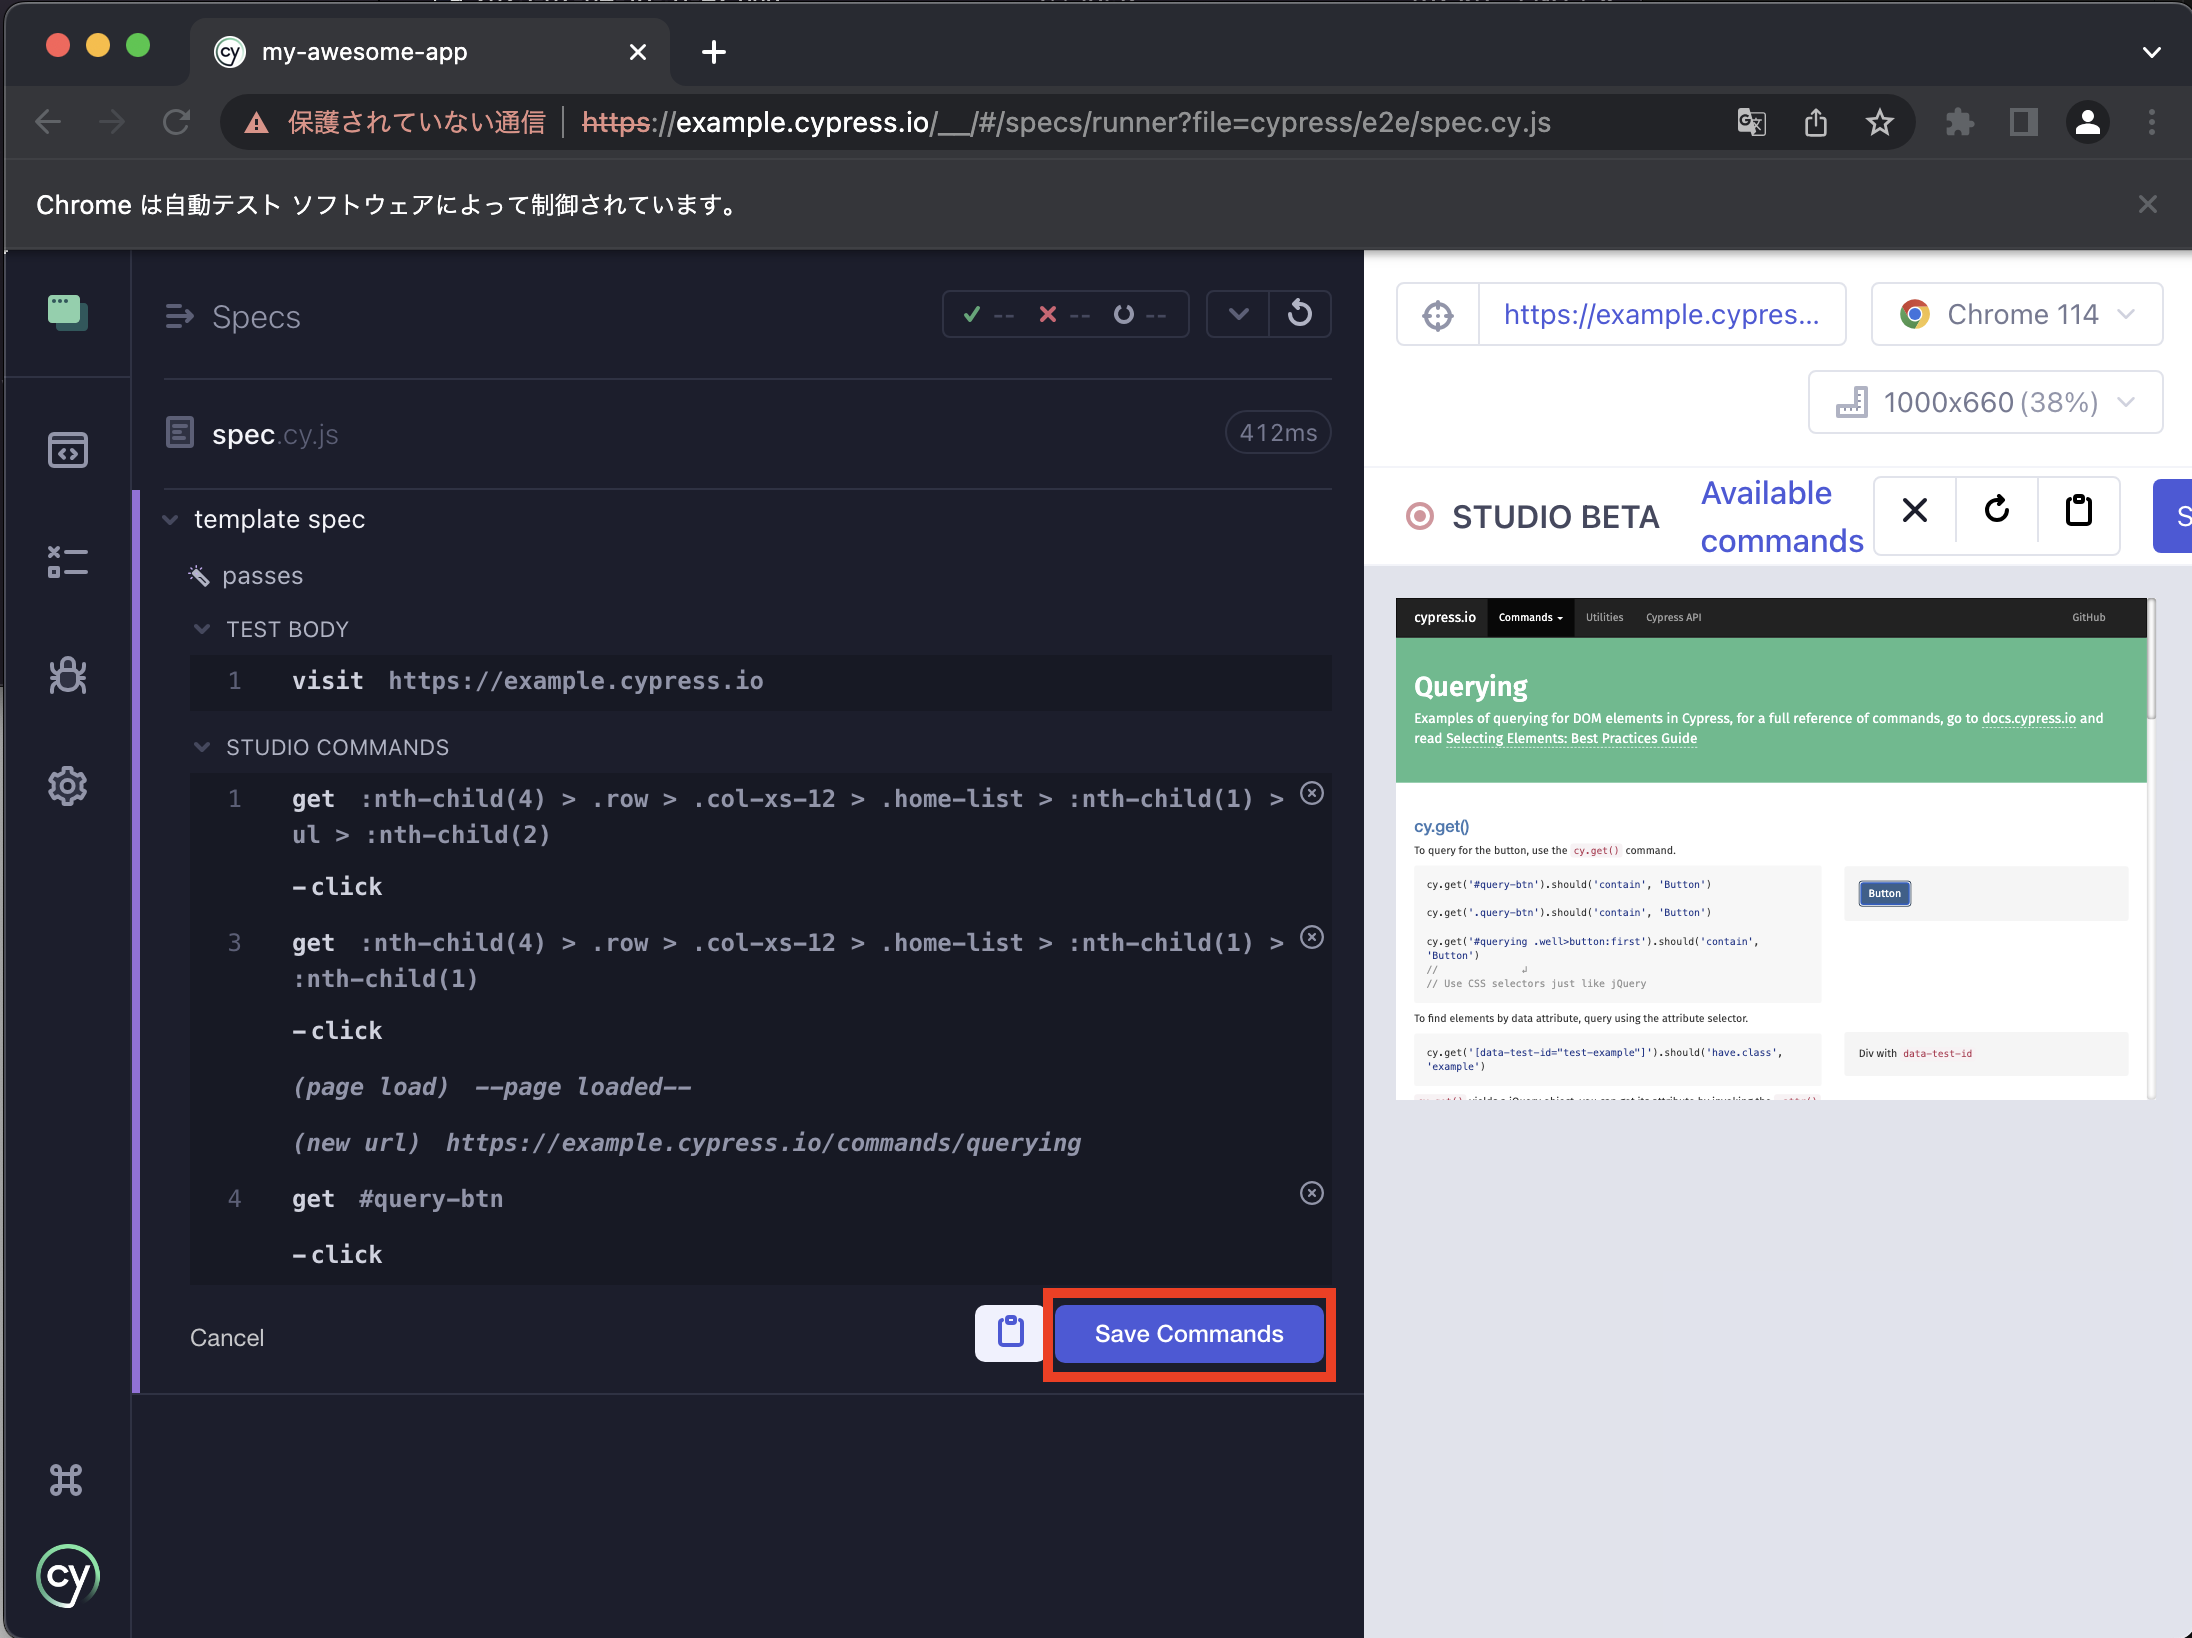 my-awesome-app
保護されていない通信 https://example.cypress.io/__/#/specs/runner?file=cypress/e2e/spec.cy.js
Chrome は自動テスト ソフトウェアによって制御されています。
Specs
-- -- --
spec.cy.js
412ms
template spec
passes
TEST BODY
1 visit https://example.cypress.io
STUDIO COMMANDS
1 get :nth-child(4) > .row > .col-xs-12 > .home-list > :nth-child(1) >
ul > :nth-child(2)
-click
3 get :nth-child(4) > .row > .col-xs-12 > .home-list > :nth-child(1) >
:nth-child(1)
-click
(page load) --page loaded--
(new url) https://example.cypress.io/commands/querying
4 get #query-btn
-click
Cancel
Save Commands
cy
https://example.cypres...
Chrome 114
1000x660 (38%)
STUDIO BETA
Available
commands
S
cypress.io
Commands
Utilities
Cypress API
GitHub
Querying
Examples of querying for DOM elements in Cypress, for a full reference of commands, go to docs.cypress.io and
read Selecting Elements: Best Practices Guide
cy.get()
To query for the button, use the cy.get() command.
cy.get('#query-btn').should('contain', 'Button')
cy.get('.query-btn').should('contain', 'Button')
cy.get('#querying .well>button:first').should('contain',
'Button')
// ↲
// Use CSS selectors just like jQuery
Button
To find elements by data attribute, query using the attribute selector.
cy.get('[data-test-id="test-example"]').should('have.class',
'example')
Div with data-test-id